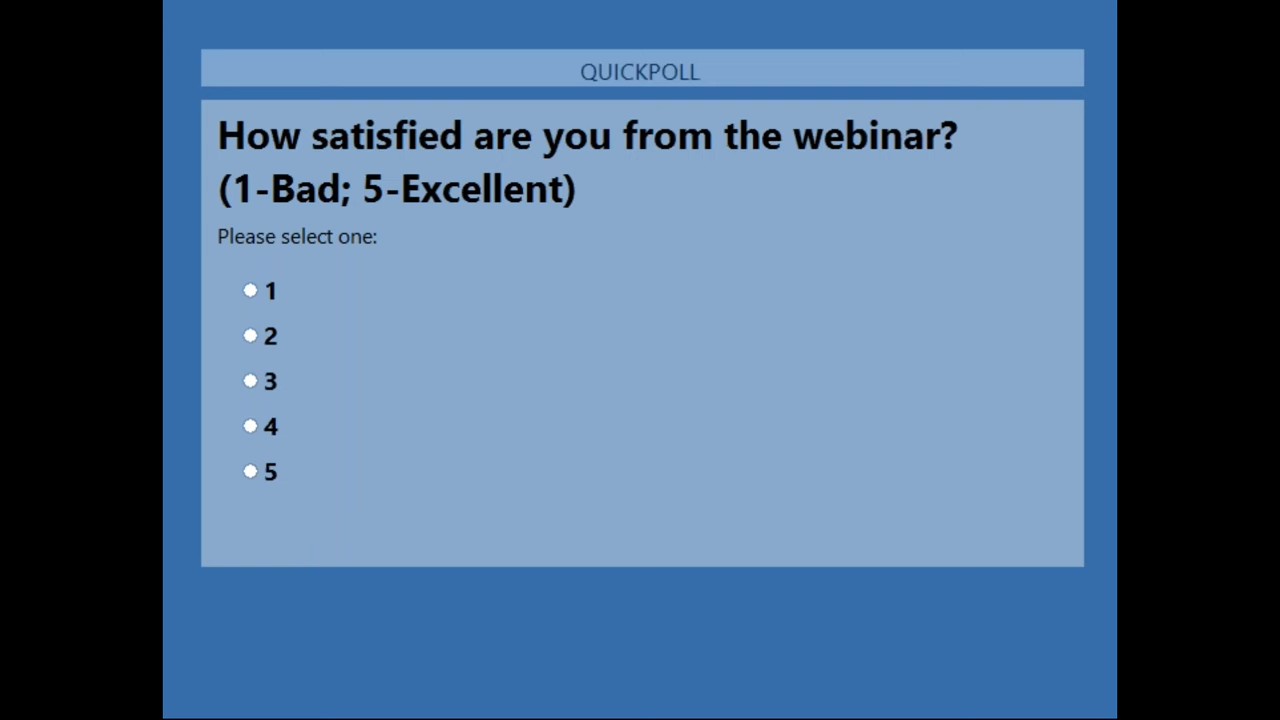 QUICKPOLL
How satisfied are you from the webinar?
(1-Bad; 5-Excellent)
Please select one:
1
2
3
4
5